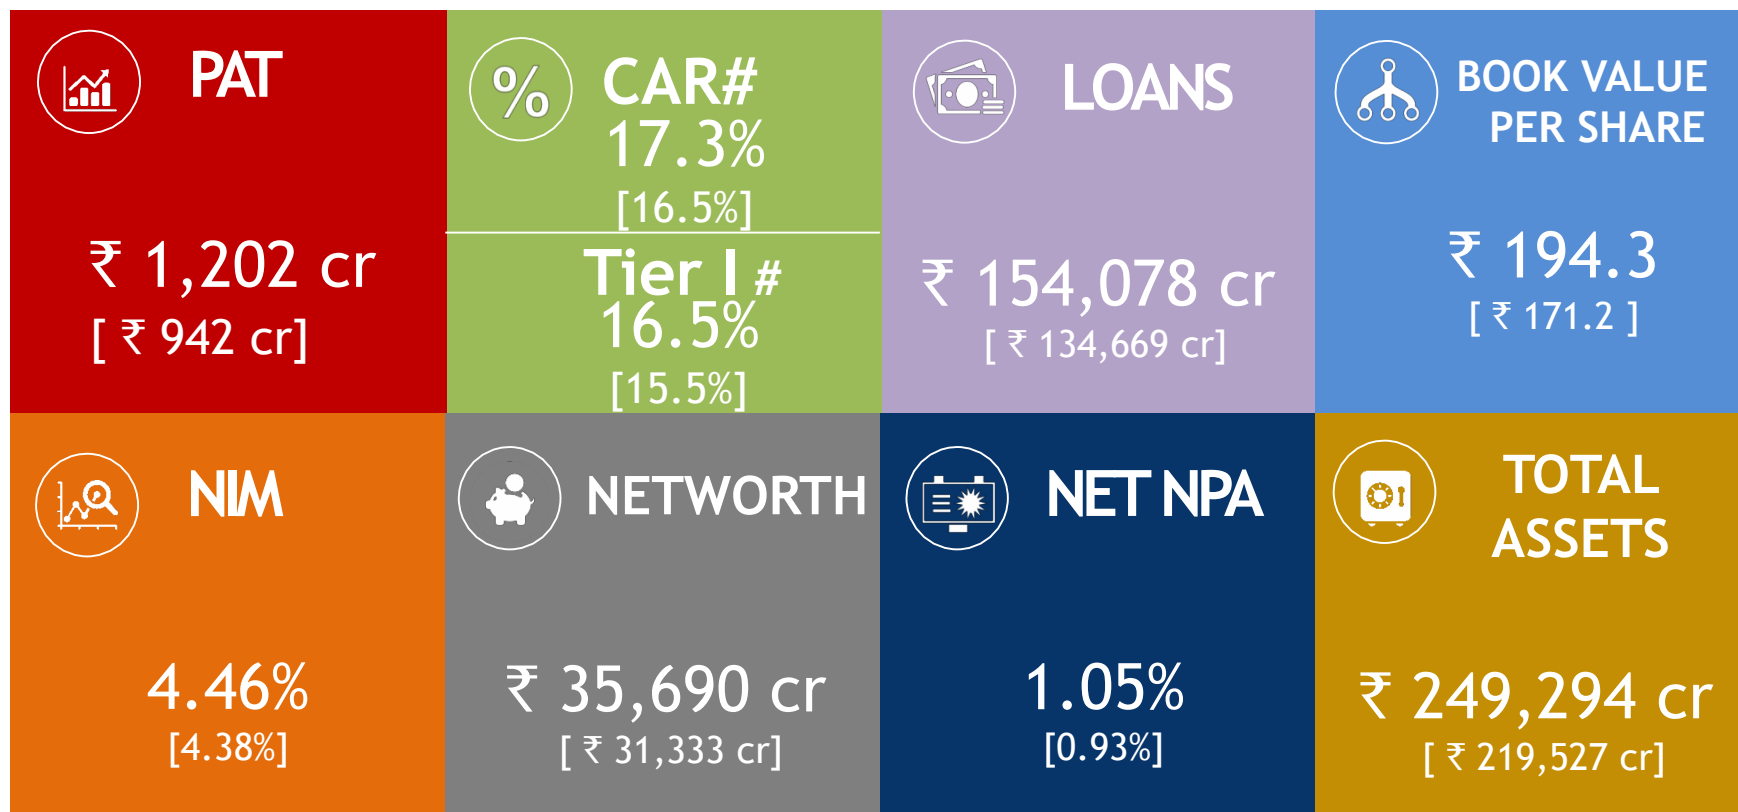 PAT
₹ 1,202 cr
[ ₹ 942 cr]
%
CAR#
17.3%
[16.5%]
Tier I #
16.5%
[15.5%]
LOANS
₹ 154,078 cr
[ ₹ 134,669 cr]
BOOK VALUE
PER SHARE
₹ 194.3
[ ₹ 171.2 ]
NIM
4.46%
[4.38%]
NETWORTH
₹ 35,690 cr
[ ₹ 31,333 cr]
NET NPA
1.05%
[0.93%]
TOTAL
ASSETS
₹ 249,294 cr
[ ₹ 219,527 cr]